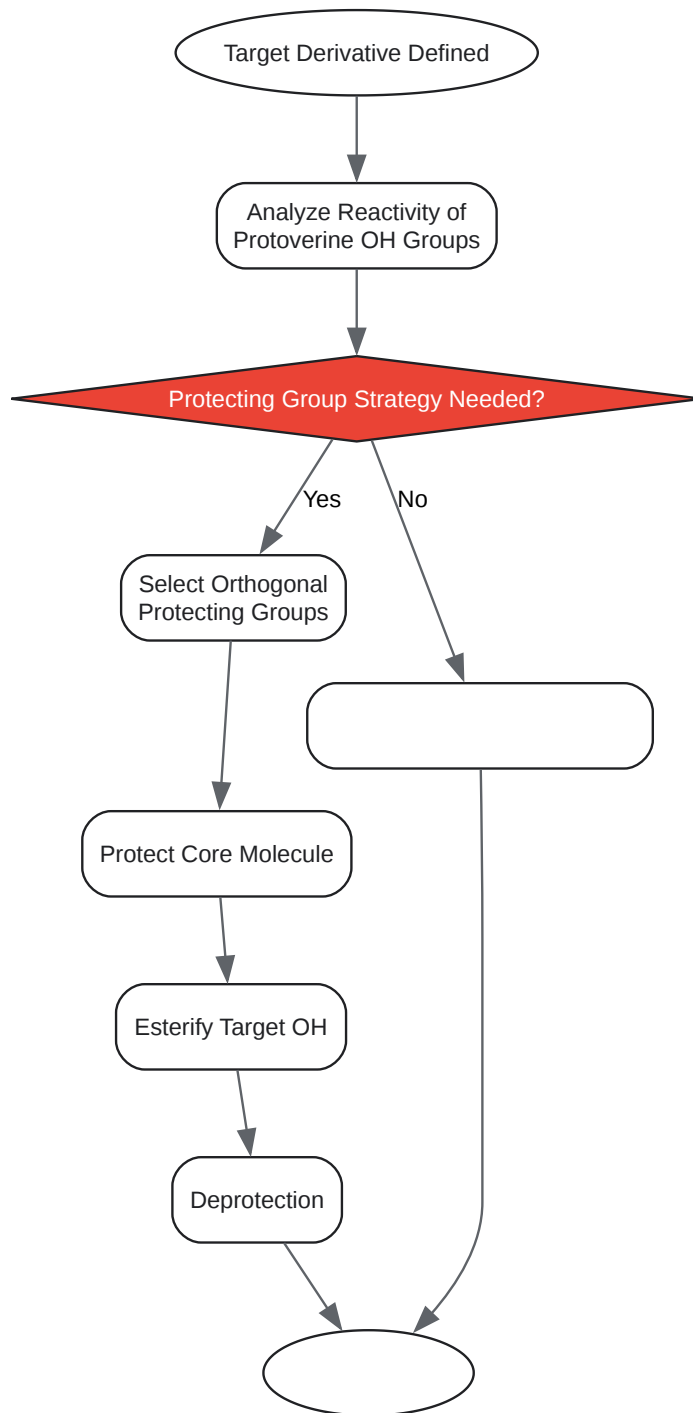 Target Derivative Defined
Analyze Reactivity of
Protoverine OH Groups
Protecting Group Strategy Needed?
Yes
No
Select Orthogonal
Protecting Groups
Protect Core Molecule
Esterify Target OH
Deprotection